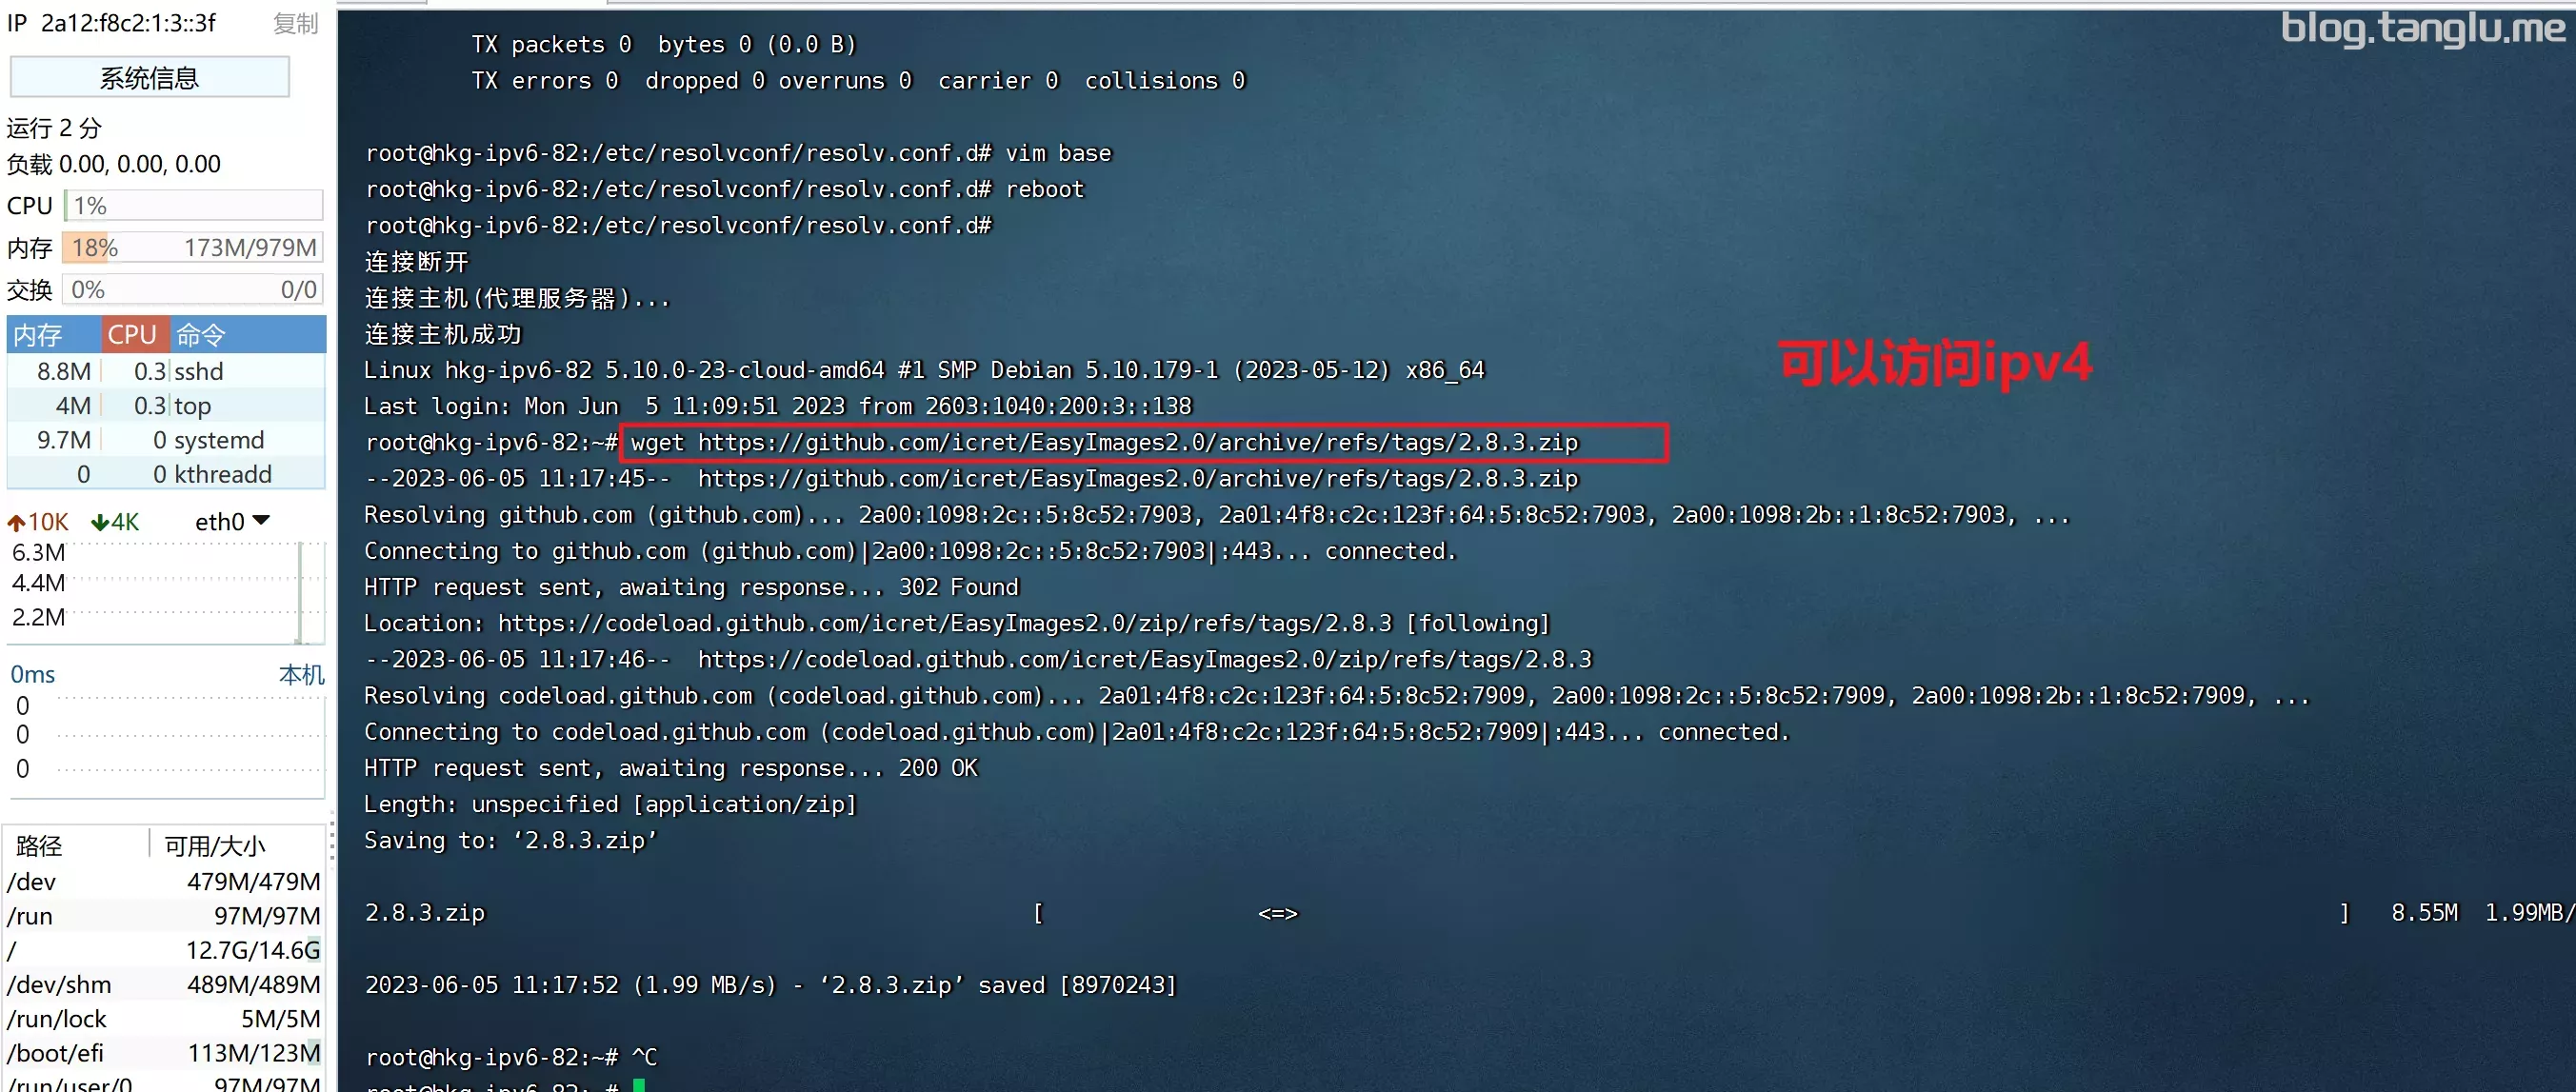 IP 2a12:f8c2:1:3::3f 复制
系统信息
运行 2 分
负载 0.00, 0.00, 0.00
CPU 1%
内存 18% 173M/979M
交换 0% 0/0
内存 CPU 命令
8.8M 0.3 sshd
4M 0.3 top
9.7M 0 systemd
0 0 kthreadd
10K 4K eth0
6.3M
4.4M
2.2M
0ms 本机
0
0
0
路径 可用/大小
/dev 479M/479M
/run 97M/97M
/ 12.7G/14.6G
/dev/shm 489M/489M
/run/lock 5M/5M
/boot/efi 113M/123M
/run/user/0 97M/97M
blog.tanglu.me
TX packets 0  bytes 0 (0.0 B)
TX errors 0  dropped 0 overruns 0  carrier 0  collisions 0
root@hkg-ipv6-82:/etc/resolvconf/resolv.conf.d# vim base
root@hkg-ipv6-82:/etc/resolvconf/resolv.conf.d# reboot
root@hkg-ipv6-82:/etc/resolvconf/resolv.conf.d#
连接断开
连接主机(代理服务器)...
连接主机成功
可以访问ipv4
Linux hkg-ipv6-82 5.10.0-23-cloud-amd64 #1 SMP Debian 5.10.179-1 (2023-05-12) x86_64
Last login: Mon Jun  5 11:09:51 2023 from 2603:1040:200:3::138
root@hkg-ipv6-82:~# wget https://github.com/icret/EasyImages2.0/archive/refs/tags/2.8.3.zip
--2023-06-05 11:17:45--  https://github.com/icret/EasyImages2.0/archive/refs/tags/2.8.3.zip
Resolving github.com (github.com)... 2a00:1098:2c::5:8c52:7903, 2a01:4f8:c2c:123f:64:5:8c52:7903, 2a00:1098:2b::1:8c52:7903, ...
Connecting to github.com (github.com)|2a00:1098:2c::5:8c52:7903|:443... connected.
HTTP request sent, awaiting response... 302 Found
Location: https://codeload.github.com/icret/EasyImages2.0/zip/refs/tags/2.8.3 [following]
--2023-06-05 11:17:46--  https://codeload.github.com/icret/EasyImages2.0/zip/refs/tags/2.8.3
Resolving codeload.github.com (codeload.github.com)... 2a01:4f8:c2c:123f:64:5:8c52:7909, 2a00:1098:2c::5:8c52:7909, 2a00:1098:2b::1:8c52:7909, ...
Connecting to codeload.github.com (codeload.github.com)|2a01:4f8:c2c:123f:64:5:8c52:7909|:443... connected.
HTTP request sent, awaiting response... 200 OK
Length: unspecified [application/zip]
Saving to: ‘2.8.3.zip’
2.8.3.zip [ <=> ] 8.55M 1.99MB/
2023-06-05 11:17:52 (1.99 MB/s) - ‘2.8.3.zip’ saved [8970243]
root@hkg-ipv6-82:~# ^C
root@hkg-ipv6-82:~#